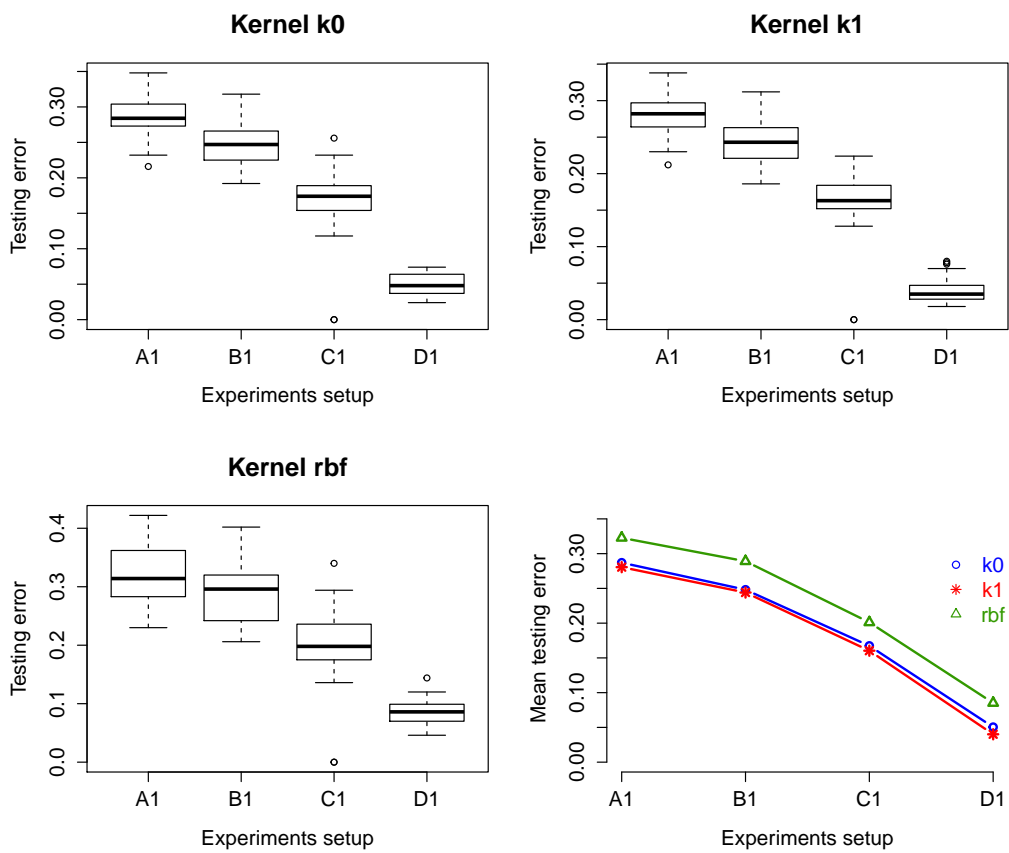 Kernel k0
Testing error
0.30
0.20
0.10
0.00
A1 B1 C1 D1
Experiments setup
Kernel k1
Testing error
0.30
0.20
0.10
0.00
A1 B1 C1 D1
Experiments setup
Kernel rbf
Testing error
0.4
0.3
0.2
0.1
0.0
A1 B1 C1 D1
Experiments setup
Mean testing error
0.30
0.20
0.10
0.00
k0
k1
rbf
A1 B1 C1 D1
Experiments setup